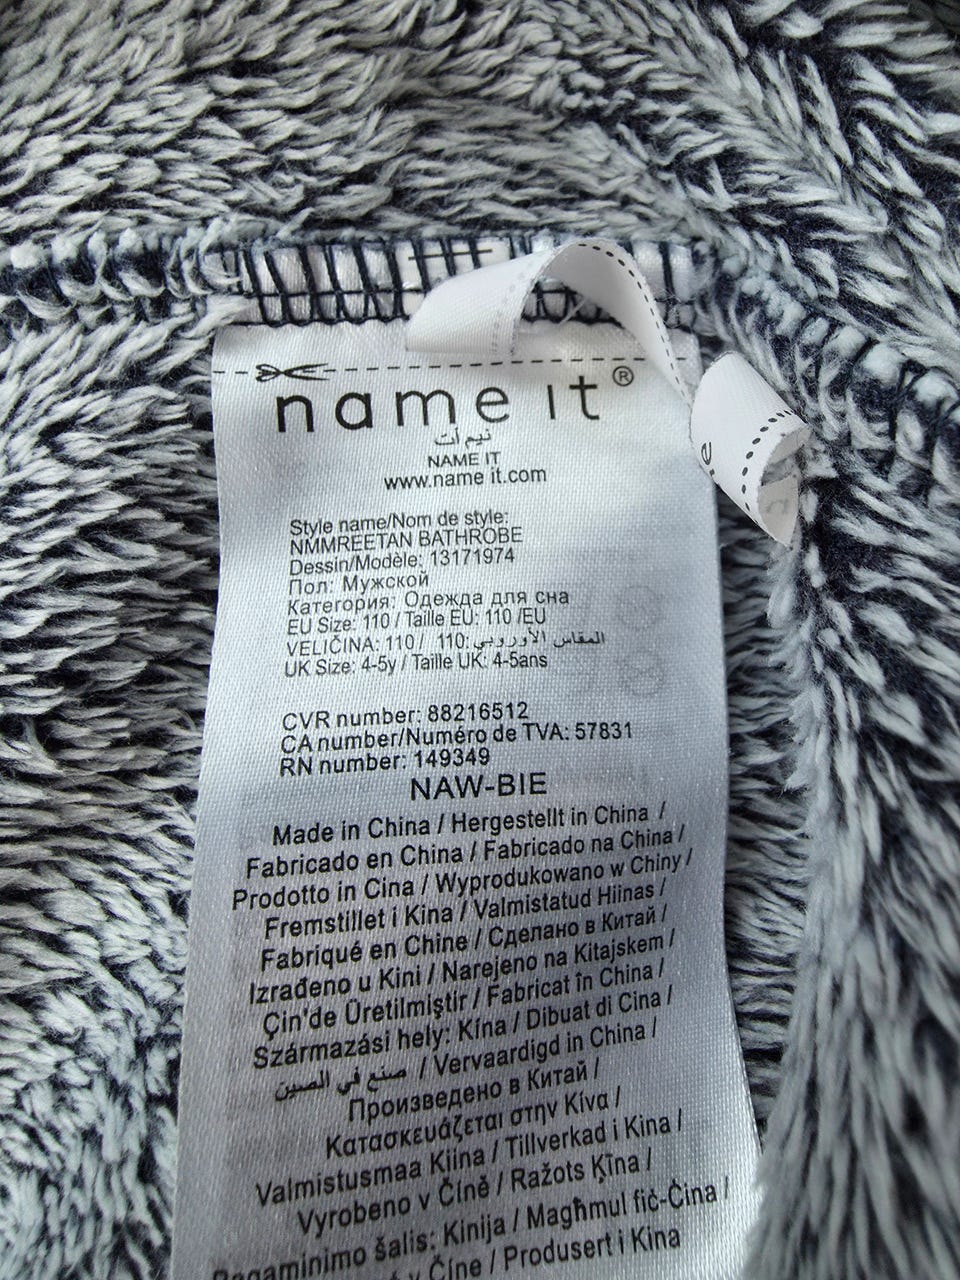 name it®
نيم ات
NAME IT
www.name it.com
Style name/Nom de style:
NMMREETAN BATHROBE
Dessin/Modèle: 13171974
Пол: Мужской
Категория: Одежда для сна
EU Size: 110 / Taille EU: 110 /EU
VELIČINA: 110 / 110: المقاس الأوروبي
UK Size: 4-5y / Taille UK: 4-5ans
CVR number: 88216512
CA number/Numéro de TVA: 57831
RN number: 149349
NAW-BIE
Made in China / Hergestellt in China /
Fabricado en China / Fabricado na China /
Prodotto in Cina / Wyprodukowano w Chiny /
Fremstillet i Kina / Valmistatud Hiinas /
Fabriqué en Chine / Сделано в Китай /
Izrađeno u Kini / Narejeno na Kitajskem /
Çin'de Üretilmiştir / Fabricat în China /
Származási hely: Kína / Dibuat di Cina /
صنع في الصين / Vervaardigd in China /
Произведено в Китай /
Κατασκευάζεται στην Κίνα /
Valmistusmaa Kiina / Tillverkad i Kina /
Vyrobeno v Číně / Ražots Ķīna /
Pagaminimo šalis: Kinija / Magħmul fiċ-Ċina /
v Číne / Produsert i Kina